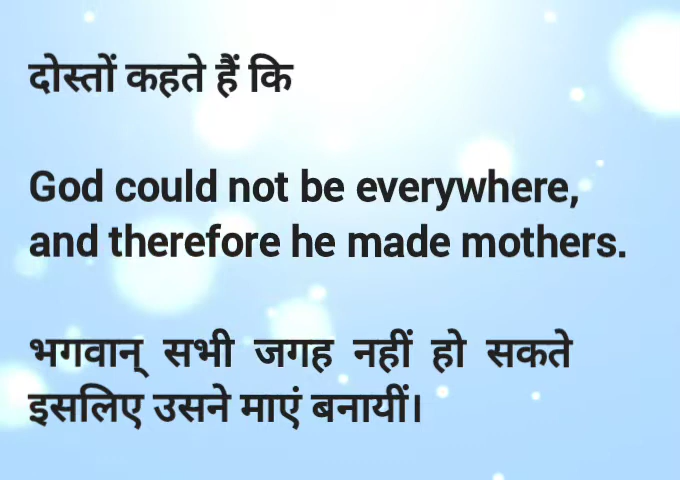 दोस्तों कहते हैं कि
God could not be everywhere,
and therefore he made mothers.
भगवान् सभी जगह नहीं हो सकते
इसलिए उसने माएं बनायीं।